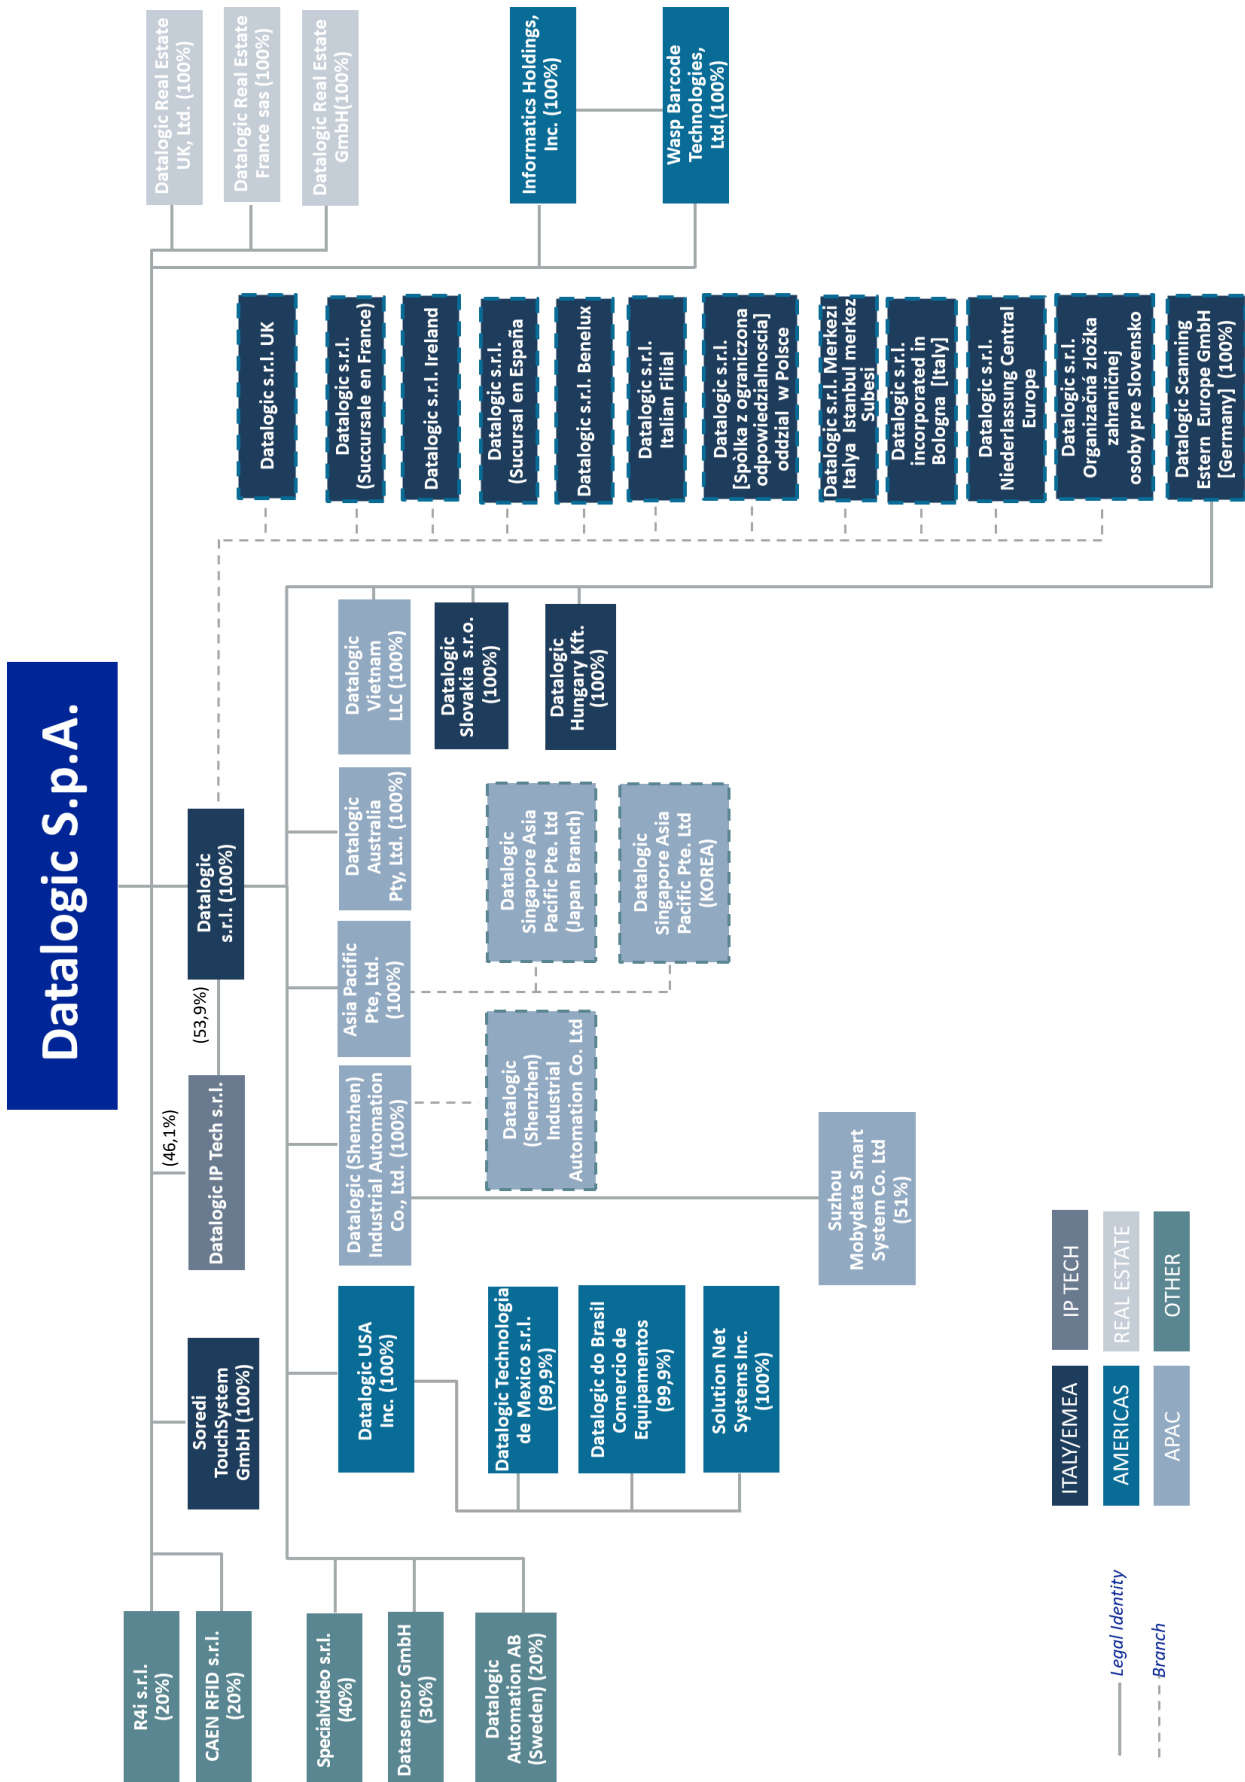 Datalogic S.p.A.
R4i s.r.l.
(20%)
CAEN RFID s.r.l.
(20%)
Soredi
TouchSystem
GmbH (100%)
(46,1%)
Datalogic IP Tech s.r.l.
(53,9%)
Datalogic
s.r.l. (100%)
Datalogic Real Estate
UK, Ltd. (100%)
Datalogic Real Estate
France sas (100%)
Datalogic Real Estate
GmbH(100%)
Informatics Holdings,
Inc. (100%)
Wasp Barcode
Technologies,
Ltd.(100%)
Specialvideo s.r.l.
(40%)
Datasensor GmbH
(30%)
Datalogic
Automation AB
(Sweden) (20%)
Datalogic USA
Inc. (100%)
Datalogic Technologia
de Mexico s.r.l.
(99,9%)
Datalogic do Brasil
Comercio de
Equipamentos
(99,9%)
Solution Net
Systems Inc.
(100%)
Datalogic (Shenzhen)
Industrial Automation
Co., Ltd. (100%)
Datalogic
(Shenzhen)
Industrial
Automation Co. Ltd
Suzhou
Mobydata Smart
System Co. Ltd
(51%)
Asia Pacific
Pte, Ltd.
(100%)
Datalogic
Singapore Asia
Pacific Pte. Ltd
(Japan Branch)
Datalogic
Singapore Asia
Pacific Pte. Ltd
(KOREA)
Datalogic
Australia
Pty, Ltd. (100%)
Datalogic
Vietnam
LLC (100%)
Datalogic
Slovakia s.r.o.
(100%)
Datalogic
Hungary Kft.
(100%)
Datalogic s.r.l. UK
Datalogic s.r.l.
(Succursale en France)
Datalogic s.r.l. Ireland
Datalogic s.r.l.
(Sucursal en España)
Datalogic s.r.l. Benelux
Datalogic s.r.l.
Italian Filial
Datalogic s.r.l.
[Spòlka z ograniczona
odpowiedzialnoscia]
oddzial w Polsce
Datalogic s.r.l. Merkezi
Italya Istanbul merkez
Subesi
Datalogic s.r.l.
incorporated in
Bologna [Italy]
Datalogic s.r.l.
Niederlassung Central
Europe
Datalogic s.r.l.
Organizačná zložka
zahraničnej
osoby pre Slovensko
Datalogic Scanning
Estern Europe GmbH
[Germany] (100%)
Legal Identity
Branch
ITALY/EMEA
IP TECH
AMERICAS
REAL ESTATE
APAC
OTHER